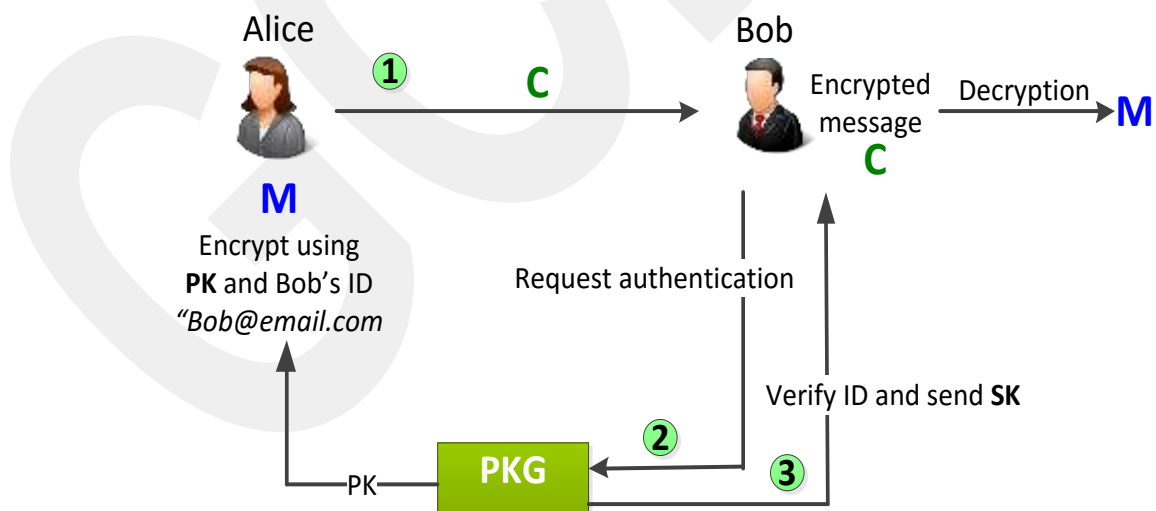 Alice
Bob
1
C
Encrypted
message
C
Decryption
M
M
Encrypt using
PK and Bob’s ID
“Bob@email.com
Request authentication
Verify ID and send SK
2
PKG
3
PK